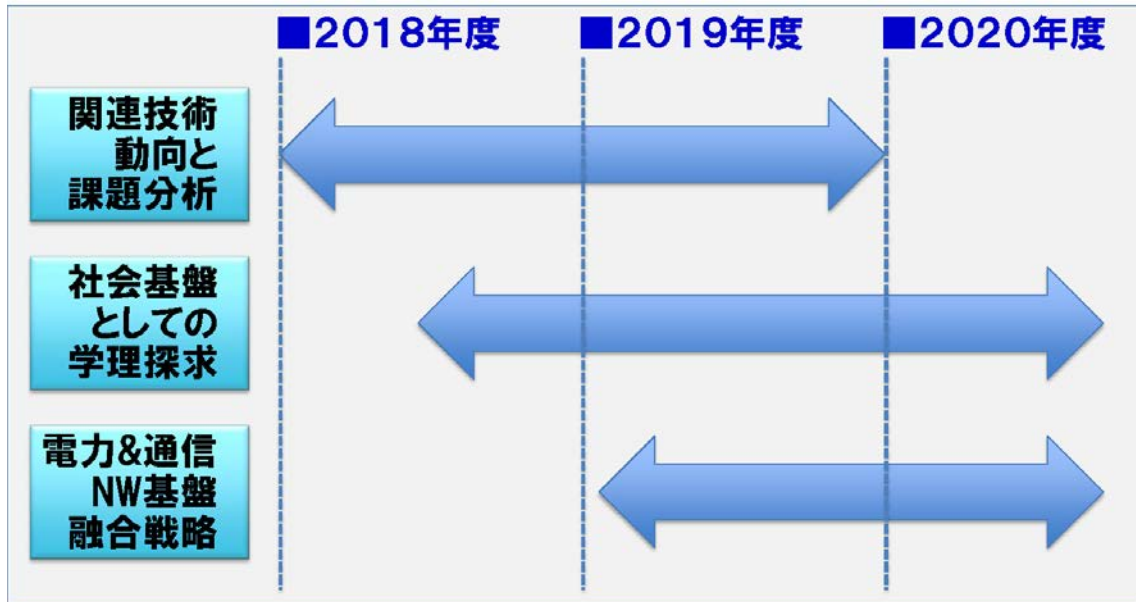 ■2018年度 ■2019年度 ■2020年度
関連技術
動向と
課題分析
社会基盤
としての
学理探求
電力&通信
NW基盤
融合戦略